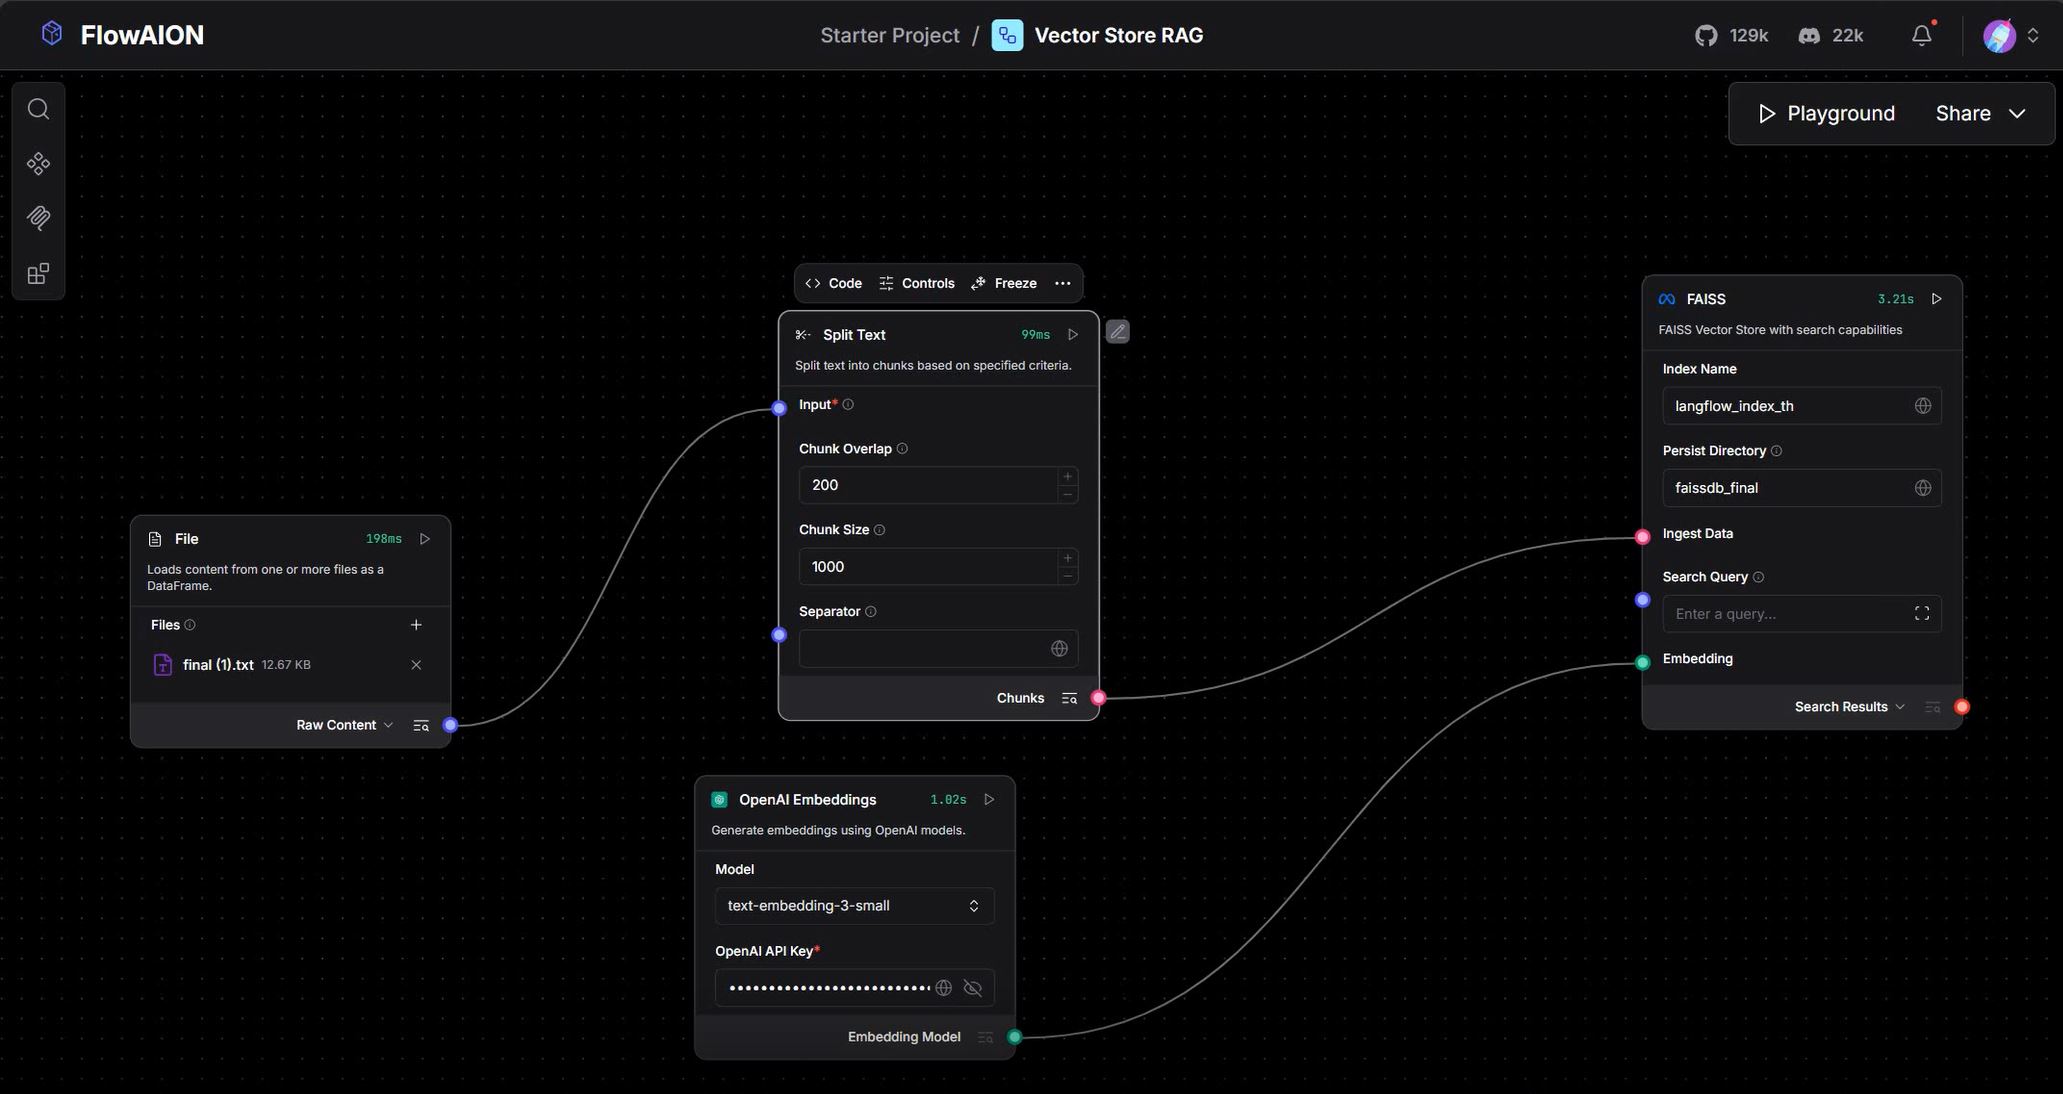 FlowAION
Starter Project / Vector Store RAG
129k
22k
Playground
Share
Code
Controls
Freeze
Split Text
99ms
Split text into chunks based on specified criteria.
Input*
Chunk Overlap
200
Chunk Size
1000
Separator
Chunks
File
198ms
Loads content from one or more files as a
DataFrame.
Files
final (1).txt 12.67 KB
Raw Content
OpenAI Embeddings
1.02s
Generate embeddings using OpenAI models.
Model
text-embedding-3-small
OpenAI API Key*
Embedding Model
FAISS
3.21s
FAISS Vector Store with search capabilities
Index Name
langflow_index_th
Persist Directory
faissdb_final
Ingest Data
Search Query
Enter a query...
Embedding
Search Results